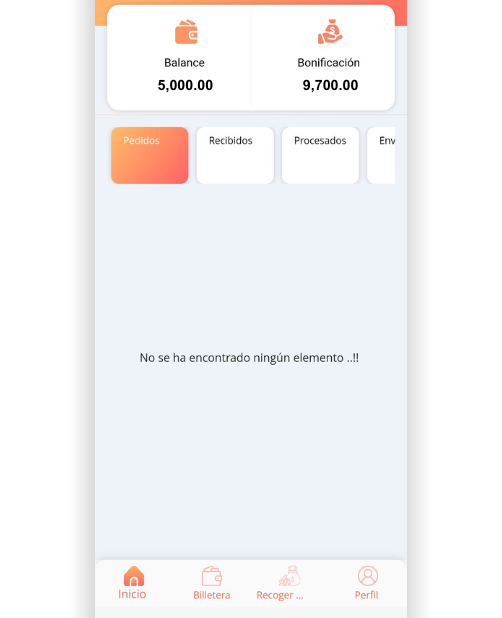 Balance
Bonificación
5,000.00
9,700.00
Pedidos
Recibidos
Procesados
Env
No se ha encontrado ningún elemento ..!!
Inicio
Billetera
Recoger ...
Perfil